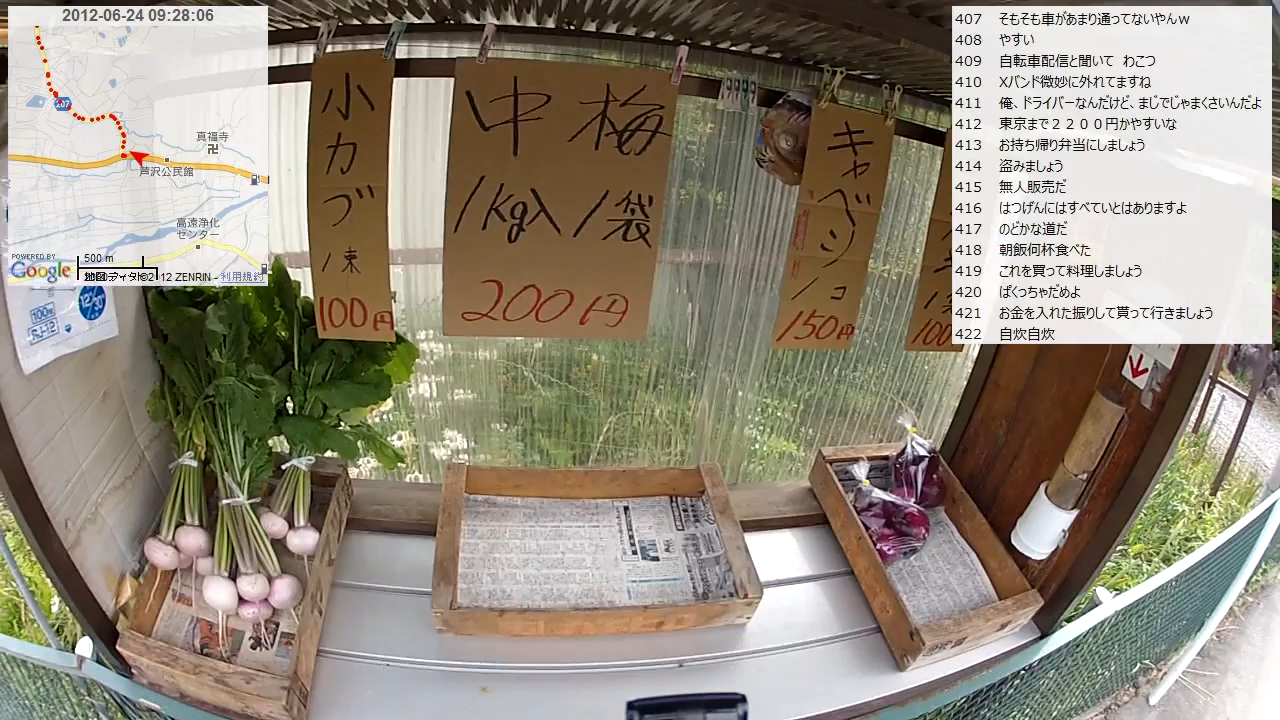 2012-06-24 09:28:06
207
真福寺
芦沢公民館
高遠浄化
センター
POWERED BY
Google
500 m
ZENRIN - 利用規約
407 そもそも車があまり通ってないやんｗ
408 やすい
409 自転車配信と聞いて わこつ
410 Xバンド微妙に外れてますね
411 俺、ドライバーなんだけど、まじでじゃまくさいんだよ
412 東京まで２２００円かやすいな
413 お持ち帰り弁当にしましょう
414 盗みましょう
415 無人販売だ
416 はつげんにはすべていとはありますよ
417 のどかな道だ
418 朝飯何杯食べた
419 これを買って料理しましょう
420 ぱくっちゃだめよ
421 お金を入れた振りして貰って行きましょう
422 自炊自炊
小カブ
1束
100円
中梅
1kg入1袋
200円
キャベツ
1コ
150円
100